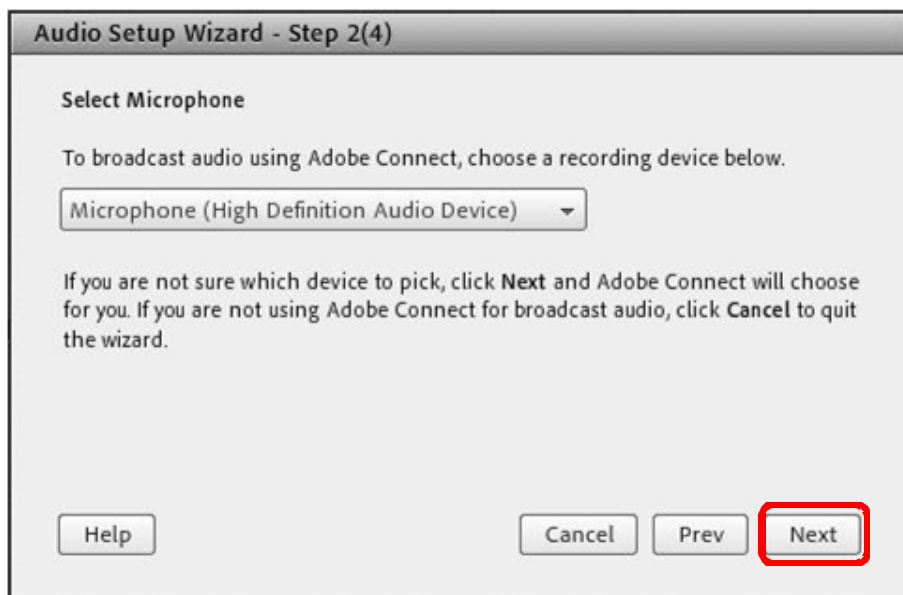 Audio Setup Wizard - Step 2(4)
Select Microphone
To broadcast audio using Adobe Connect, choose a recording device below.
Microphone (High Definition Audio Device)
If you are not sure which device to pick, click Next and Adobe Connect will choose
for you. If you are not using Adobe Connect for broadcast audio, click Cancel to quit
the wizard.
Help Cancel Prev Next